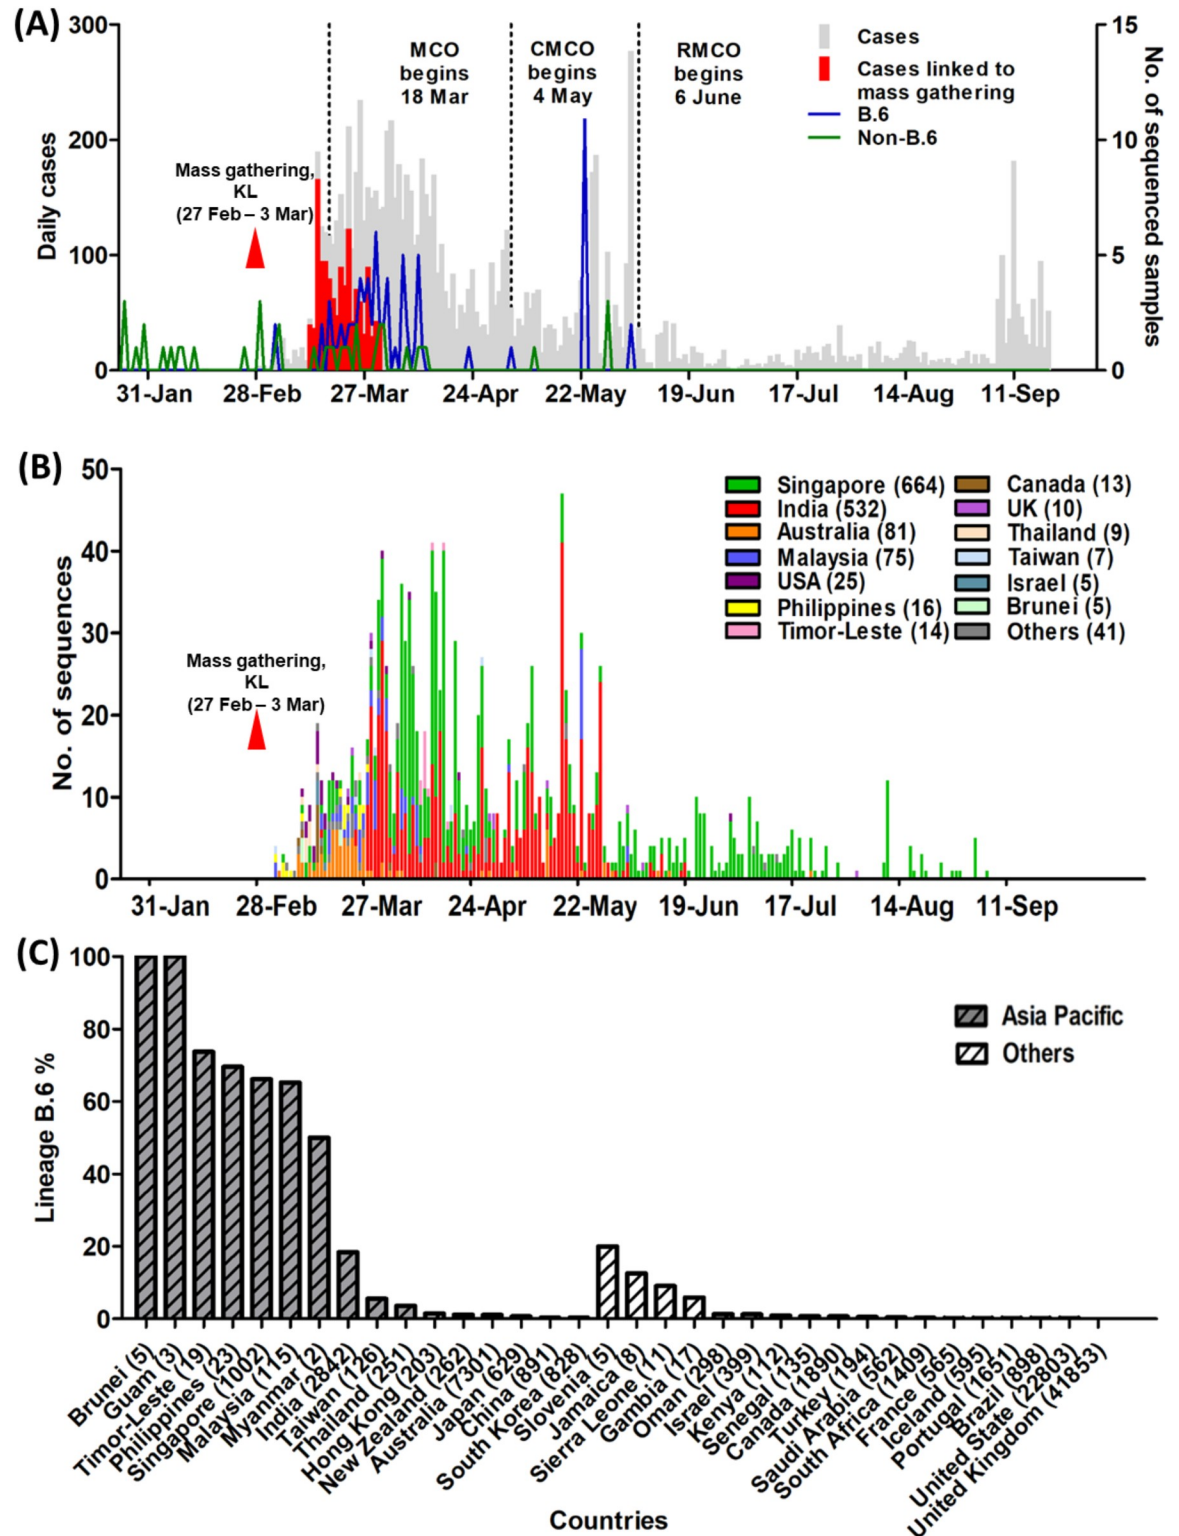 (A)
300
200
100
0
Daily cases
Mass gathering,
KL
(27 Feb – 3 Mar)
MCO
begins
18 Mar
CMCO
begins
4 May
RMCO
begins
6 June
Cases
Cases linked to
mass gathering
B.6
Non-B.6
15
10
5
0
No. of sequenced samples
31-Jan
28-Feb
27-Mar
24-Apr
22-May
19-Jun
17-Jul
14-Aug
11-Sep
(B)
50
40
30
20
10
0
No. of sequences
Mass gathering,
KL
(27 Feb – 3 Mar)
Singapore (664)
India (532)
Australia (81)
Malaysia (75)
USA (25)
Philippines (16)
Timor-Leste (14)
Canada (13)
UK (10)
Thailand (9)
Taiwan (7)
Israel (5)
Brunei (5)
Others (41)
31-Jan
28-Feb
27-Mar
24-Apr
22-May
19-Jun
17-Jul
14-Aug
11-Sep
(C)
100
80
60
40
20
0
Lineage B.6 %
Asia Pacific
Others
Brunei (5)
Guam (3)
Timor-Leste (19)
Philippines (23)
Singapore (1002)
Malaysia (115)
Myanmar (2)
India (2842)
Taiwan (126)
Thailand (251)
Hong Kong (203)
New Zealand (262)
Australia (7301)
Japan (629)
China (891)
South Korea (828)
Slovenia (5)
Jamaica (8)
Sierra Leone (11)
Gambia (17)
Oman (298)
Israel (399)
Kenya (112)
Senegal (135)
Canada (1890)
Turkey (194)
Saudi Arabia (562)
South Africa (1409)
France (565)
Iceland (595)
Portugal (1651)
Brazil (898)
United State (22803)
United Kingdom (41853)
Countries